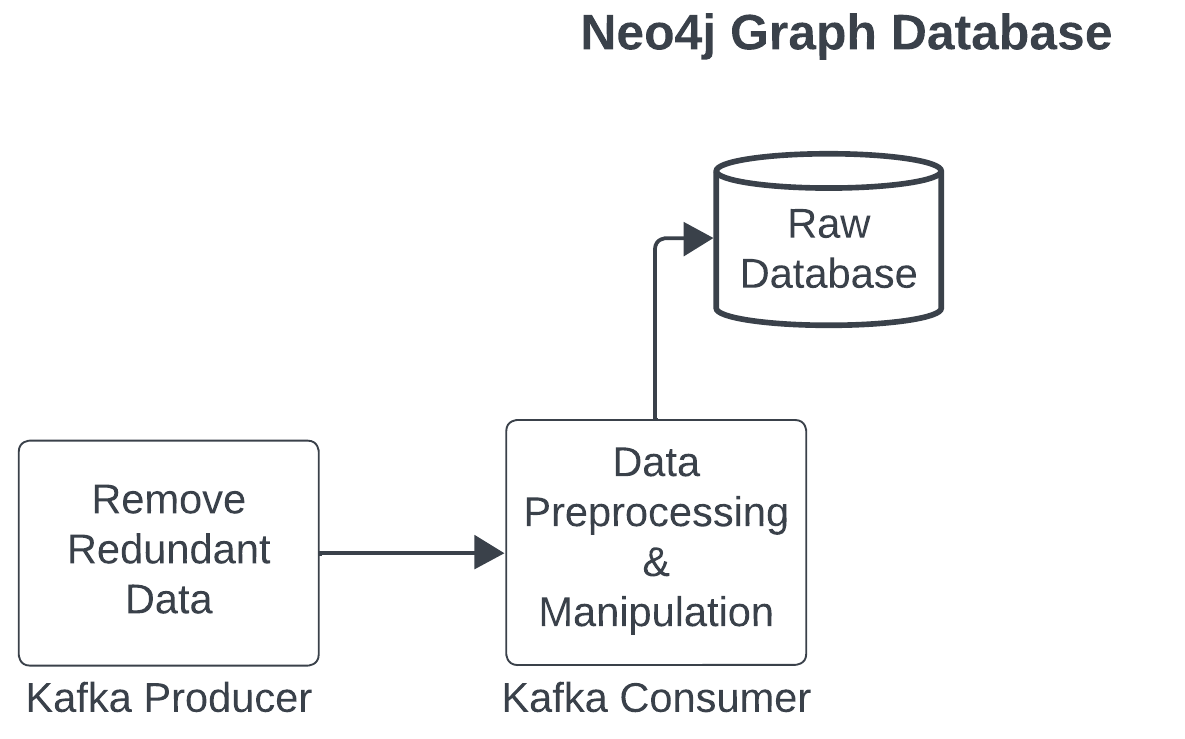 Neo4j Graph Database
Raw
Database
Remove
Redundant
Data
Kafka Producer
Data
Preprocessing
&
Manipulation
Kafka Consumer